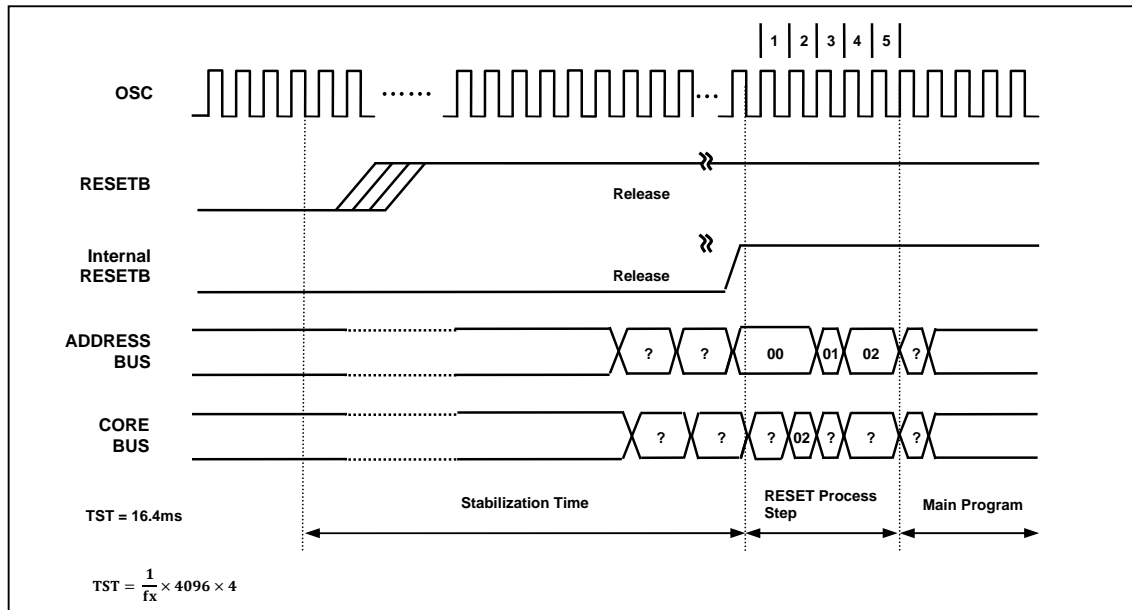 1 2 3 4 5
OSC
······ ···
RESETB
Release
Internal
RESETB
Release
ADDRESS
BUS
? ? 00 01 02 ?
CORE
BUS
? ? ? 02 ? ? ?
TST = 16.4ms
Stabilization Time
RESET Process
Step
Main Program
TST = 1/fx × 4096 × 4